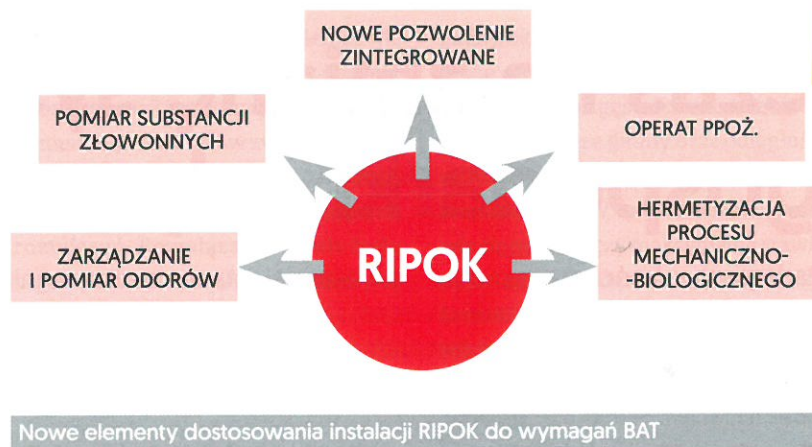 NOWE POZWOLENIE
ZINTEGROWANE
POMIAR SUBSTANCJI
ZŁOWONNYCH
OPERAT PPOŻ.
ZARZĄDZANIE
I POMIAR ODORÓW
RIPOK
HERMETYZACJA
PROCESU
MECHANICZNO-
-BIOLOGICZNEGO
Nowe elementy dostosowania instalacji RIPOK do wymagań BAT